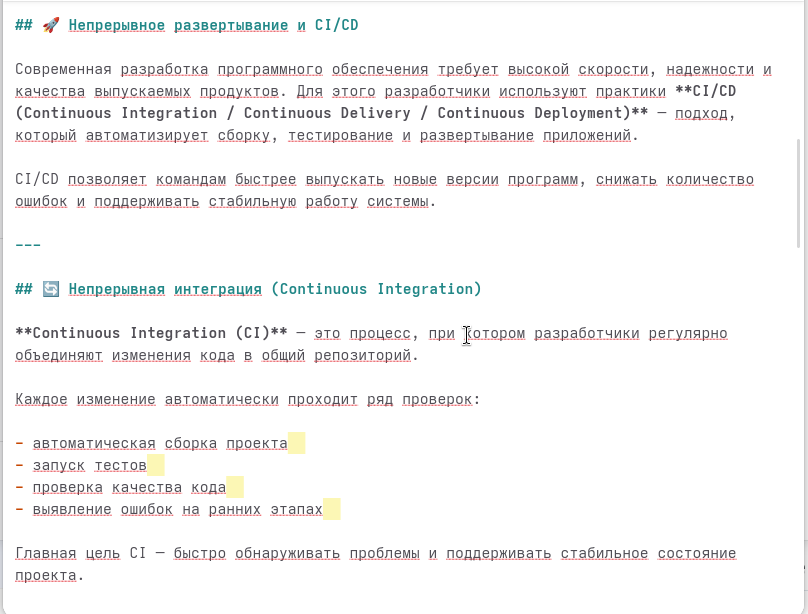 ## 🚀 Непрерывное развертывание и CI/CD
Современная разработка программного обеспечения требует высокой скорости, надежности и
качества выпускаемых продуктов. Для этого разработчики используют практики **CI/CD
(Continuous Integration / Continuous Delivery / Continuous Deployment)** — подход,
который автоматизирует сборку, тестирование и развертывание приложений.
CI/CD позволяет командам быстрее выпускать новые версии программ, снижать количество
ошибок и поддерживать стабильную работу системы.
---
## 🔄 Непрерывная интеграция (Continuous Integration)
**Continuous Integration (CI)** — это процесс, при котором разработчики регулярно
объединяют изменения кода в общий репозиторий.
Каждое изменение автоматически проходит ряд проверок:
- автоматическая сборка проекта
- запуск тестов
- проверка качества кода
- выявление ошибок на ранних этапах
Главная цель CI — быстро обнаруживать проблемы и поддерживать стабильное состояние
проекта.